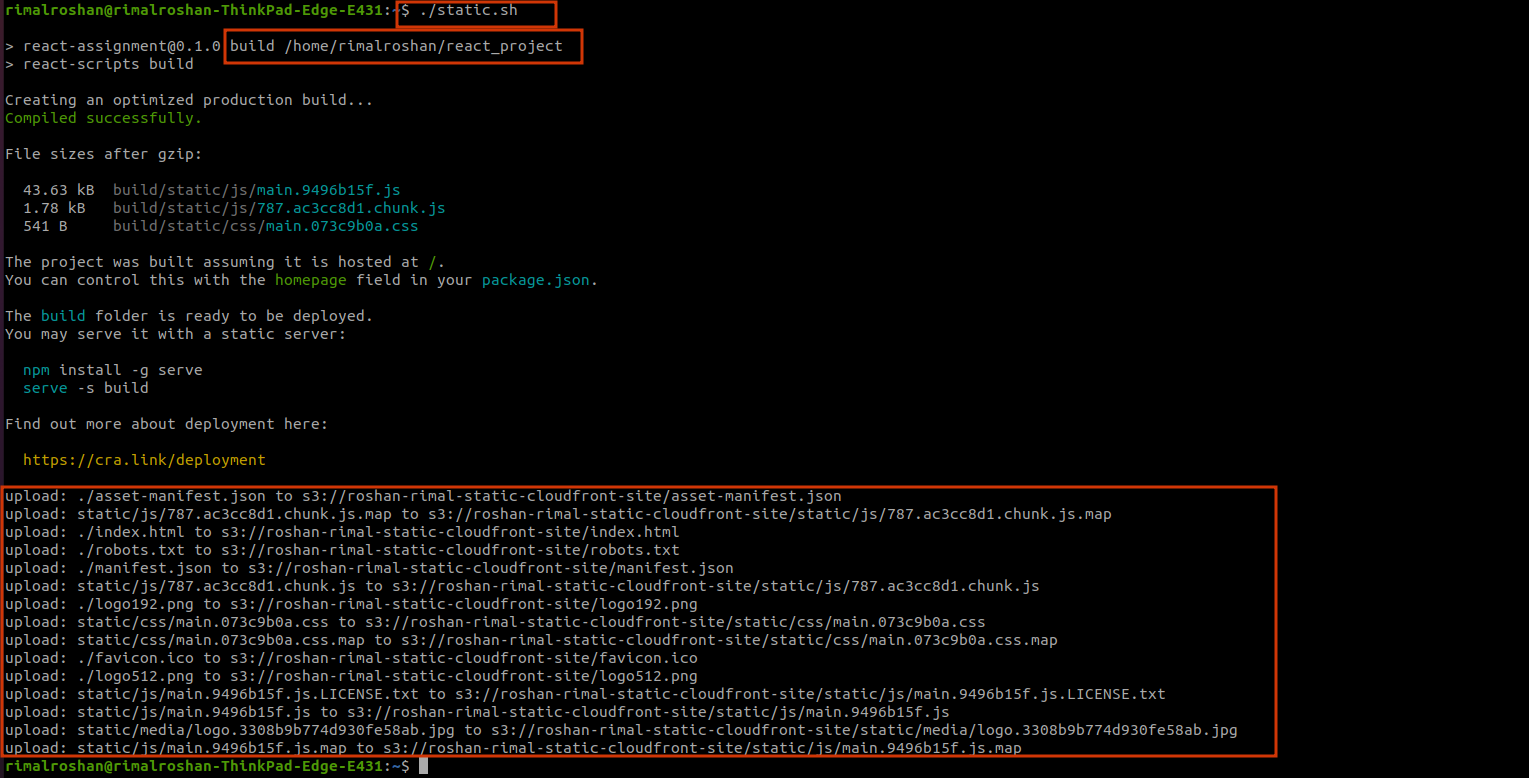 rimalroshan@rimalroshan-ThinkPad-Edge-E431:~$ ./static.sh
> react-assignment@0.1.0 build /home/rimalroshan/react_project
> react-scripts build
Creating an optimized production build...
Compiled successfully.
File sizes after gzip:
43.63 kB build/static/js/main.9496b15f.js
1.78 kB build/static/js/787.ac3cc8d1.chunk.js
541 B build/static/css/main.073c9b0a.css
The project was built assuming it is hosted at /.
You can control this with the homepage field in your package.json.
The build folder is ready to be deployed.
You may serve it with a static server:
npm install -g serve
serve -s build
Find out more about deployment here:
https://cra.link/deployment
upload: ./asset-manifest.json to s3://roshan-rimal-static-cloudfront-site/asset-manifest.json
upload: static/js/787.ac3cc8d1.chunk.js.map to s3://roshan-rimal-static-cloudfront-site/static/js/787.ac3cc8d1.chunk.js.map
upload: ./index.html to s3://roshan-rimal-static-cloudfront-site/index.html
upload: ./robots.txt to s3://roshan-rimal-static-cloudfront-site/robots.txt
upload: ./manifest.json to s3://roshan-rimal-static-cloudfront-site/manifest.json
upload: static/js/787.ac3cc8d1.chunk.js to s3://roshan-rimal-static-cloudfront-site/static/js/787.ac3cc8d1.chunk.js
upload: ./logo192.png to s3://roshan-rimal-static-cloudfront-site/logo192.png
upload: static/css/main.073c9b0a.css to s3://roshan-rimal-static-cloudfront-site/static/css/main.073c9b0a.css
upload: static/css/main.073c9b0a.css.map to s3://roshan-rimal-static-cloudfront-site/static/css/main.073c9b0a.css.map
upload: ./favicon.ico to s3://roshan-rimal-static-cloudfront-site/favicon.ico
upload: ./logo512.png to s3://roshan-rimal-static-cloudfront-site/logo512.png
upload: static/js/main.9496b15f.js.LICENSE.txt to s3://roshan-rimal-static-cloudfront-site/static/js/main.9496b15f.js.LICENSE.txt
upload: static/js/main.9496b15f.js to s3://roshan-rimal-static-cloudfront-site/static/js/main.9496b15f.js
upload: static/media/logo.3308b9b774d930fe58ab.jpg to s3://roshan-rimal-static-cloudfront-site/static/media/logo.3308b9b774d930fe58ab.jpg
upload: static/js/main.9496b15f.js.map to s3://roshan-rimal-static-cloudfront-site/static/js/main.9496b15f.js.map
rimalroshan@rimalroshan-ThinkPad-Edge-E431:~$